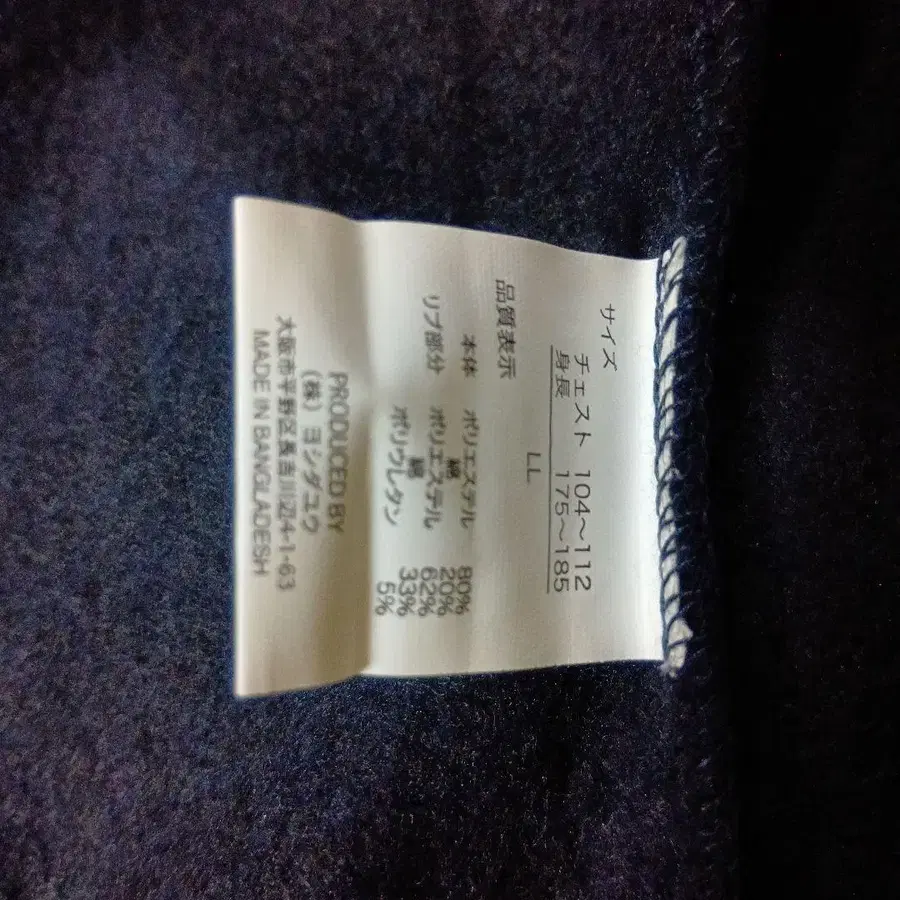 サイズ
チェスト 104～112
身長 175～185
LL
品質表示
本体 ポリエステル 80%
綿 20%
リブ部分 ポリエステル 62%
綿 33%
ポリウレタン 5%
PRODUCED BY
(株) ヨシダユウ
大阪市平野区長吉川辺4-1-63
MADE IN BANGLADESH